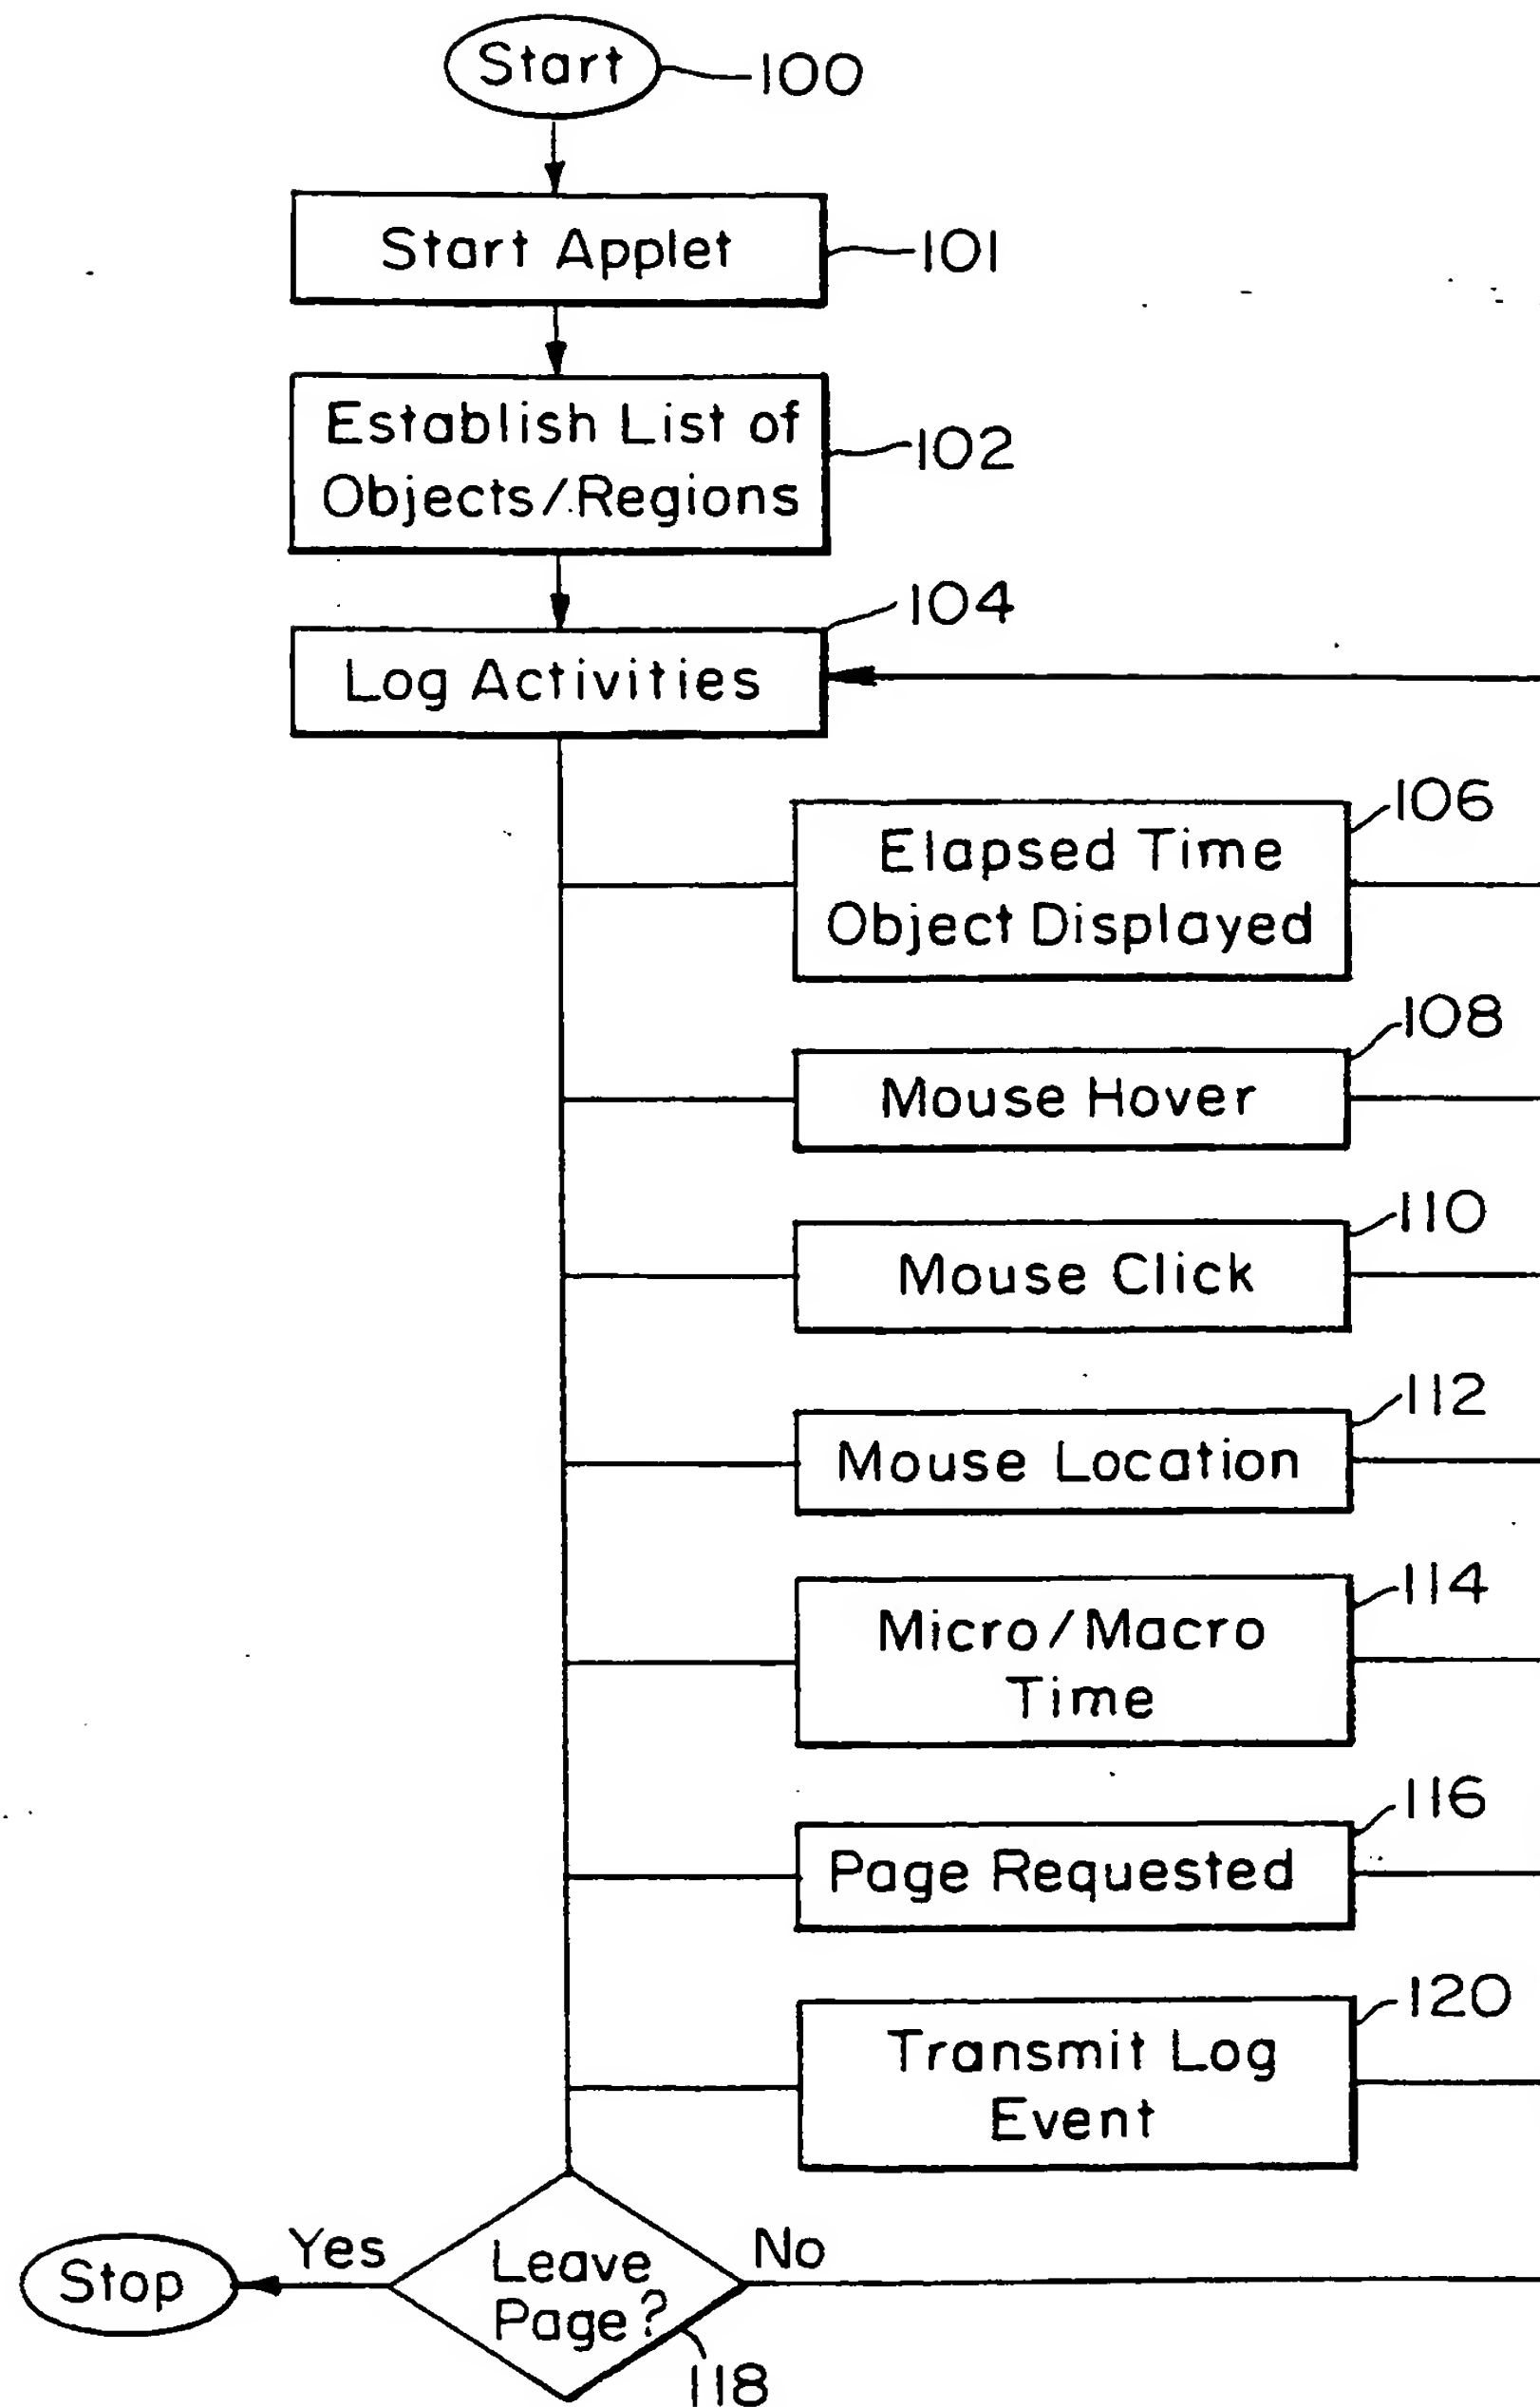 Start
100
Start Applet
101
Establish List of
Objects/Regions
102
104
Log Activities
106
Elapsed Time
Object Displayed
108
Mouse Hover
110
Mouse Click
112
Mouse Location
114
Micro/Macro
Time
116
Page Requested
120
Transmit Log
Event
Stop
Yes
Leave
Page?
No
118